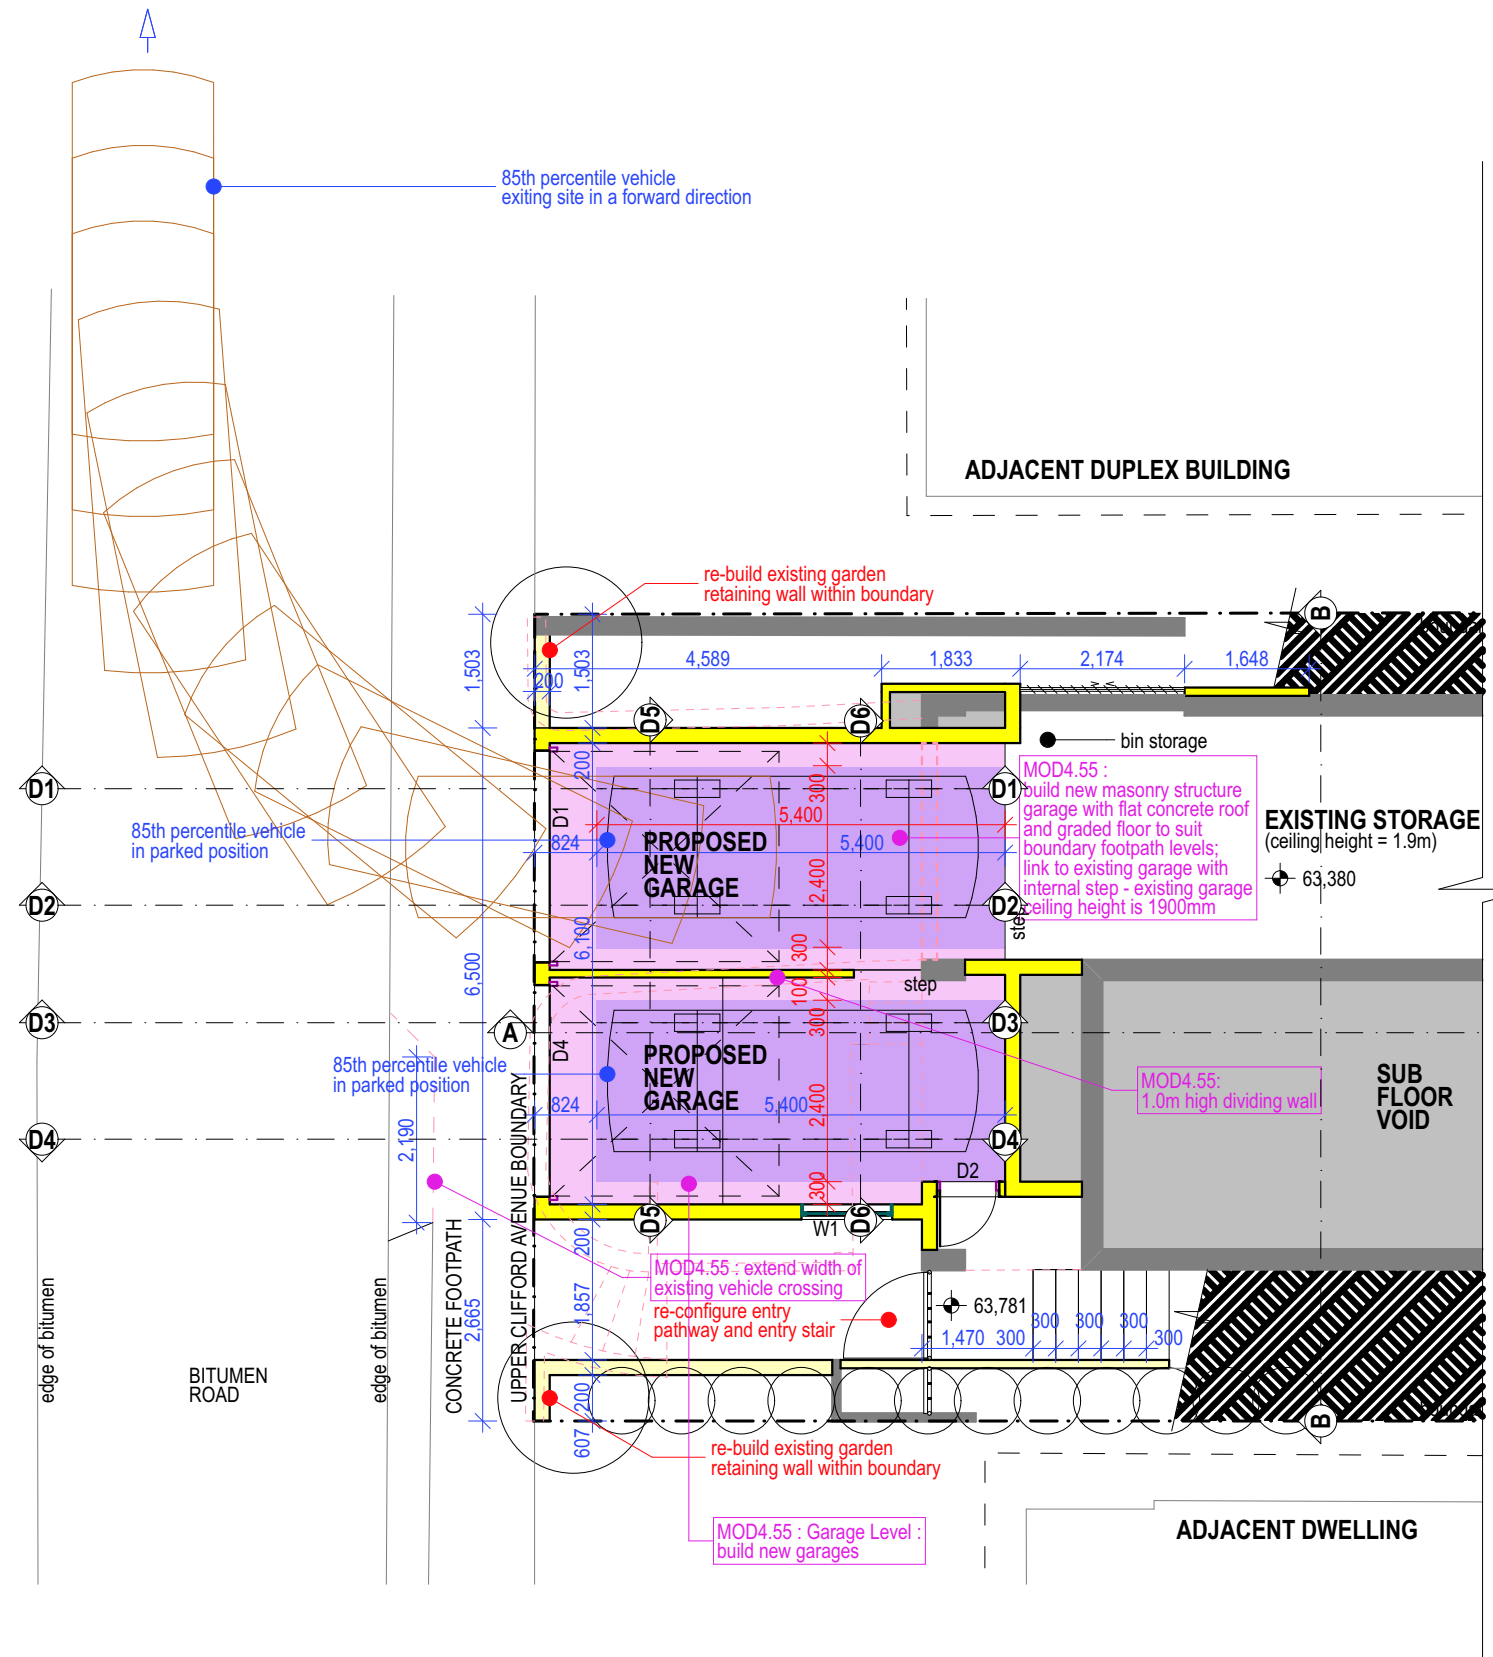 85th percentile vehicle
exiting site in a forward direction
ADJACENT DUPLEX BUILDING
re-build existing garden
retaining wall within boundary
B
1,503
1,503
4,589
1,833
2,174
1,648
200
D5
D6
bin storage
200
300
D1
D1
D1
MOD4.55 :
build new masonry structure
garage with flat concrete roof
and graded floor to suit
boundary footpath levels;
link to existing garage with
internal step - existing garage
ceiling height is 1900mm
EXISTING STORAGE
(ceiling height = 1.9m)
63,380
85th percentile vehicle
in parked position
5,400
824
5,400
PROPOSED
NEW
GARAGE
2,400
D2
D2
step
6,100
300
6,500
step
100
300
D3
D3
A
D4
PROPOSED
NEW
GARAGE
85th percentile vehicle
in parked position
824
5,400
2,400
MOD4.55:
1.0m high dividing wall
SUB
FLOOR
VOID
D4
D4
2,190
D2
300
D5
W1
D6
200
MOD4.55 : extend width of
existing vehicle crossing
re-configure entry
pathway and entry stair
63,781
1,857
2,665
1,470
300
300
300
300
300
edge of bitumen
BITUMEN
ROAD
edge of bitumen
CONCRETE FOOTPATH
UPPER CLIFFORD AVENUE BOUNDARY
200
607
B
re-build existing garden
retaining wall within boundary
MOD4.55 : Garage Level :
build new garages
ADJACENT DWELLING